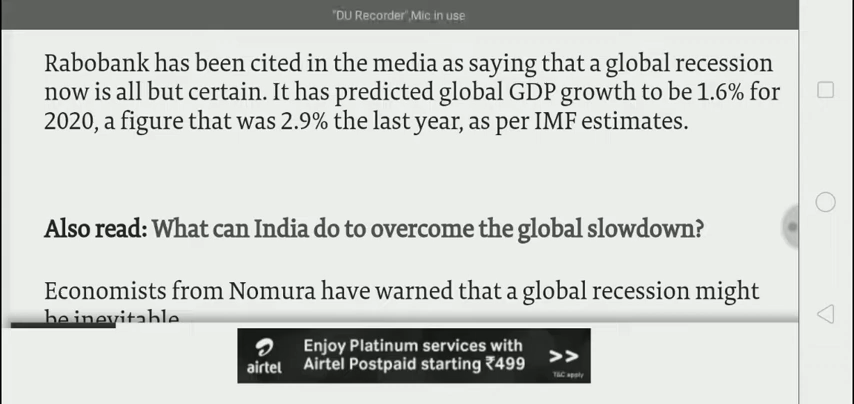 "DU Recorder",Mic in use
Rabobank has been cited in the media as saying that a global recession
now is all but certain. It has predicted global GDP growth to be 1.6% for
2020, a figure that was 2.9% the last year, as per IMF estimates.
Also read: What can India do to overcome the global slowdown?
Economists from Nomura have warned that a global recession might
be inevitable
airtel
Enjoy Platinum services with
Airtel Postpaid starting ₹499
>>
T&C apply